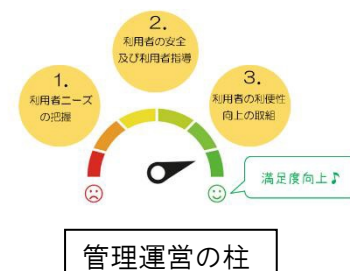 1.
利用者ニーズ
の把握
2.
利用者の安全
及び利用者指導
3.
利用者の利便性
向上の取組
満足度向上♪
管理運営の柱